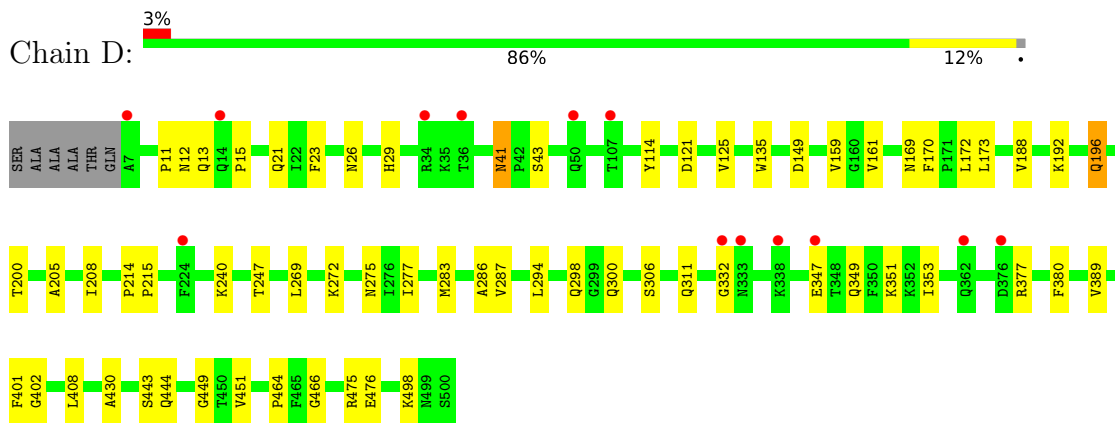 3%
Chain D:
86% 12% •
SER ALA ALA ALA THR GLN A7 P11 N12 Q13 Q14 P15 Q21 I22 F23 N26 H29 R34 K35 T36 N41 P42 S43 Q50 T107 Y114 D121 V125 W135 D149 V159 G160 V161 N169 F170 P171 L172 L173 V188 K192 Q196
T200 A205 I208 P214 P215 F224 K240 T247 L269 K272 N275 I276 I277 M283 A286 V287 L294 Q298 G299 Q300 S306 Q311 G332 N333 K338 E347 T348 Q349 F350 K351 K352 I353 Q362 D376 R377 F380 V389
F401 G402 L408 A430 S443 Q444 G449 T450 V451 P464 F465 G466 R475 E476 K498 N499 S500